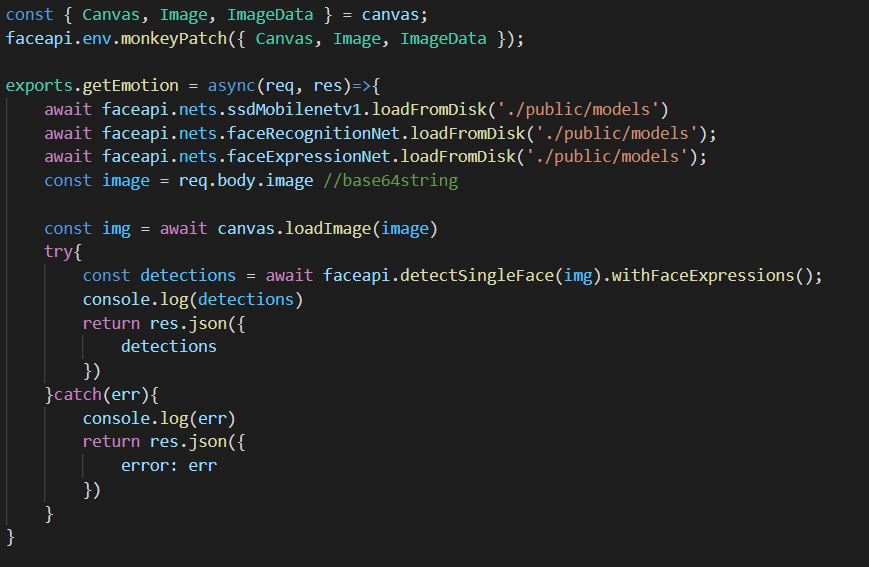 const { Canvas, Image, ImageData } = canvas;
faceapi.env.monkeyPatch({ Canvas, Image, ImageData });

exports.getEmotion = async(req, res)=>{
    await faceapi.nets.ssdMobilenetv1.loadFromDisk('./public/models')
    await faceapi.nets.faceRecognitionNet.loadFromDisk('./public/models');
    await faceapi.nets.faceExpressionNet.loadFromDisk('./public/models');
    const image = req.body.image //base64string

    const img = await canvas.loadImage(image)
    try{
        const detections = await faceapi.detectSingleFace(img).withFaceExpressions();
        console.log(detections)
        return res.json({
            detections
        })
    }catch(err){
        console.log(err)
        return res.json({
            error: err
        })
    }
}